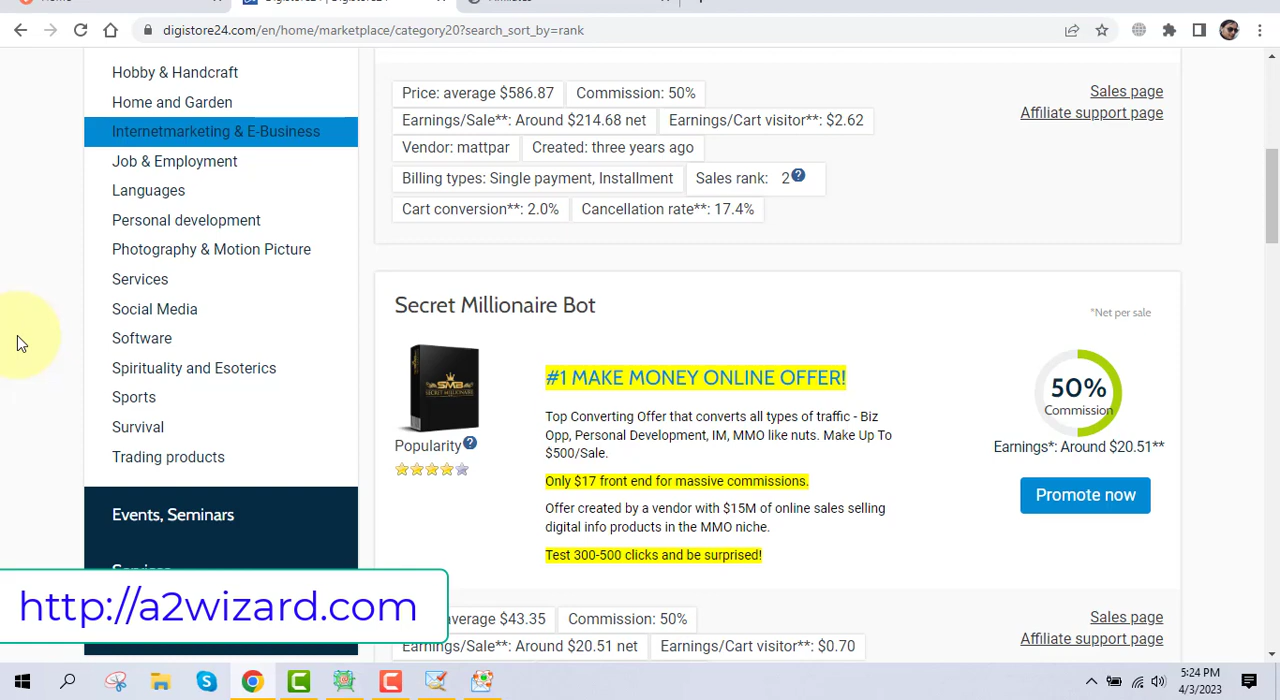 digistore24.com/en/home/marketplace/category20?search_sort_by=rank
Hobby & Handcraft
Home and Garden
Internetmarketing & E-Business
Job & Employment
Languages
Personal development
Photography & Motion Picture
Services
Social Media
Software
Spirituality and Esoterics
Sports
Survival
Trading products
Events, Seminars
http://a2wizard.com
Price: average $586.87
Commission: 50%
Earnings/Sale**: Around $214.68 net
Earnings/Cart visitor**: $2.62
Vendor: mattpar
Created: three years ago
Billing types: Single payment, Installment
Sales rank: 2
Cart conversion**: 2.0%
Cancellation rate**: 17.4%
Sales page
Affiliate support page
Secret Millionaire Bot
*Net per sale
SMB
SECRET MILLIONAIRE
Popularity
#1 MAKE MONEY ONLINE OFFER!
Top Converting Offer that converts all types of traffic - Biz
Opp, Personal Development, IM, MMO like nuts. Make Up To
$500/Sale.
Only $17 front end for massive commissions.
Offer created by a vendor with $15M of online sales selling
digital info products in the MMO niche.
Test 300-500 clicks and be surprised!
50%
Commission
Earnings*: Around $20.51**
Promote now
average $43.35
Commission: 50%
Earnings/Sale**: Around $20.51 net
Earnings/Cart visitor**: $0.70
Sales page
Affiliate support page
5:24 PM
4/3/2023